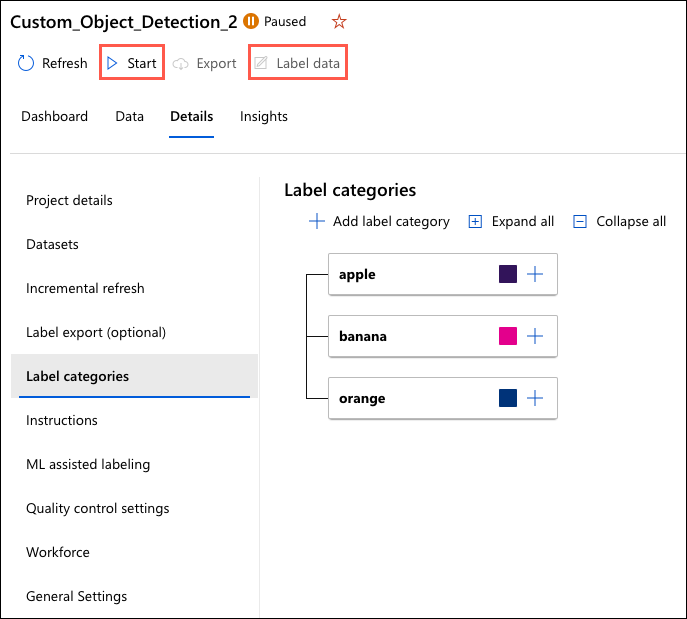 Custom_Object_Detection_2 Paused
Refresh Start Export Label data
Dashboard Data Details Insights
Project details
Datasets
Incremental refresh
Label export (optional)
Label categories
Instructions
ML assisted labeling
Quality control settings
Workforce
General Settings
Label categories
Add label category Expand all Collapse all
apple
banana
orange